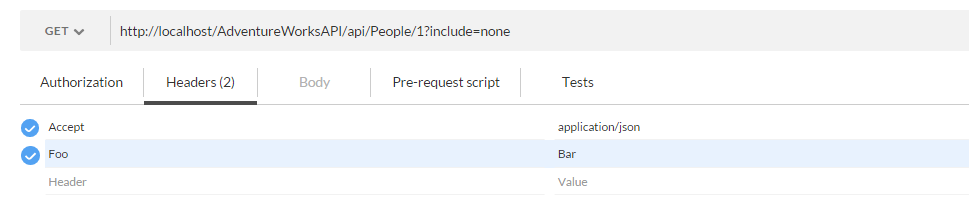 GET http://localhost/AdventureWorksAPI/api/People/1?include=none
Authorization Headers (2) Body Pre-request script Tests
Accept application/json
Foo Bar
Header Value